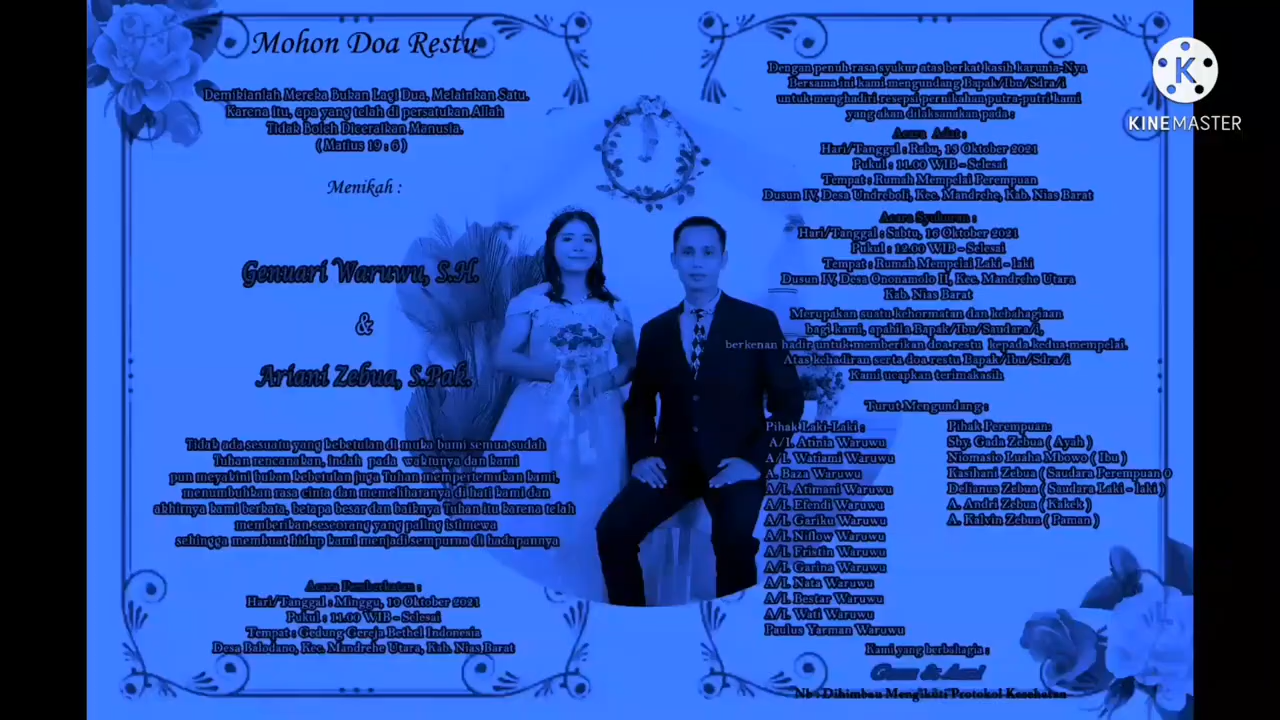 Mohon Doa Restu
Demikianlah Mereka Bukan Lagi Dua, Melainkan Satu.
Karena itu, apa yang telah di persatukan Allah
Tidak Boleh Diceraikan Manusia.
( Matius 19 : 6 )
Menikah :
Genuari Waruwu, S.H.
&
Ariani Zebua, S.Pak.
Tidak ada sesuatu yang kebetulan di muka bumi semua sudah
Tuhan rencanakan, indah pada waktunya dan kami
pun meyakini bukan kebetulan juga Tuhan mempertemukan kami,
menumbuhkan rasa cinta dan memeliharanya di hati kami dan
akhirnya kami berkata, betapa besar dan baiknya Tuhan itu karena telah
memberikan seseorang yang paling istimewa
sehingga membuat hidup kami menjadi sempurna di hadapannya
Acara Pemberkatan :
Hari/Tanggal : Minggu, 10 Oktober 2021
Pukul : 11.00 WIB - Selesai
Tempat : Gedung Gereja Bethel Indonesia
Desa Balodano, Kec. Mandrehe Utara, Kab. Nias Barat
Dengan penuh rasa syukur atas berkat kasih karunia-Nya
Bersama ini kami mengundang Bapak/Ibu/Sdra/i
untuk menghadiri resepsi pernikahan putra-putri kami
yang akan dilaksanakan pada :
Acara Adat :
Hari/Tanggal : Rabu, 13 Oktober 2021
Pukul : 11.00 WIB - Selesai
Tempat : Rumah Mempelai Perempuan
Dusun IV, Desa Undreboli, Kec. Mandrehe, Kab. Nias Barat
Acara Syukuran :
Hari/Tanggal : Sabtu, 16 Oktober 2021
Pukul : 12.00 WIB - Selesai
Tempat : Rumah Mempelai Laki - laki
Dusun IV, Desa Ononamolo II, Kec. Mandrehe Utara
Kab. Nias Barat
Merupakan suatu kehormatan dan kebahagiaan
bagi kami, apabila Bapak/Ibu/Saudara/i,
berkenan hadir untuk memberikan doa restu kepada kedua mempelai.
Atas kehadiran serta doa restu Bapak/Ibu/Sdra/i
Kami ucapkan terimakasih
Turut Mengundang :
Pihak Laki-Laki :
A/I. Atinia Waruwu
A/I. Watiami Waruwu
A. Baza Waruwu
A/I. Atimani Waruwu
A/I. Efendi Waruwu
A/I. Gariku Waruwu
A/I. Niflow Waruwu
A/I. Fristin Waruwu
A/I. Garina Waruwu
A/I. Nata Waruwu
A/I. Bestar Waruwu
A/I. Wati Waruwu
Paulus Yarman Waruwu
Pihak Perempuan:
Shy. Gada Zebua ( Ayah )
Niomasio Luaha Mbowo ( Ibu )
Kasihani Zebua ( Saudara Perempuan 0
Delianus Zebua ( Saudara Laki - laki )
A. Andri Zebua ( Kakek )
A. Kalvin Zebua ( Paman )
Kami yang berbahagia :
Nb : Dihimbau Mengikuti Protokol Kesehatan
K
KINEMASTER